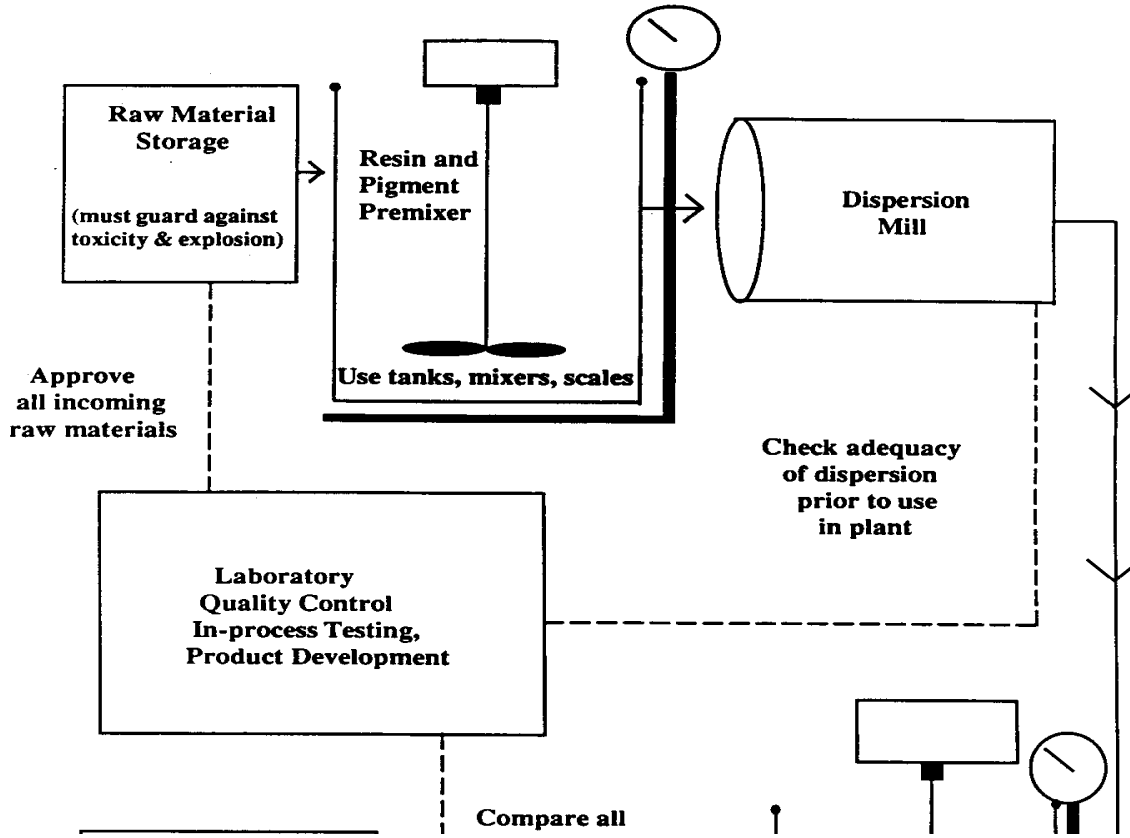 Raw Material
Storage
(must guard against
toxicity & explosion)
Resin and
Pigment
Premixer
Use tanks, mixers, scales
Dispersion
Mill
Approve
all incoming
raw materials
Check adequacy
of dispersion
prior to use
in plant
Laboratory
Quality Control
In-process Testing,
Product Development
Compare all